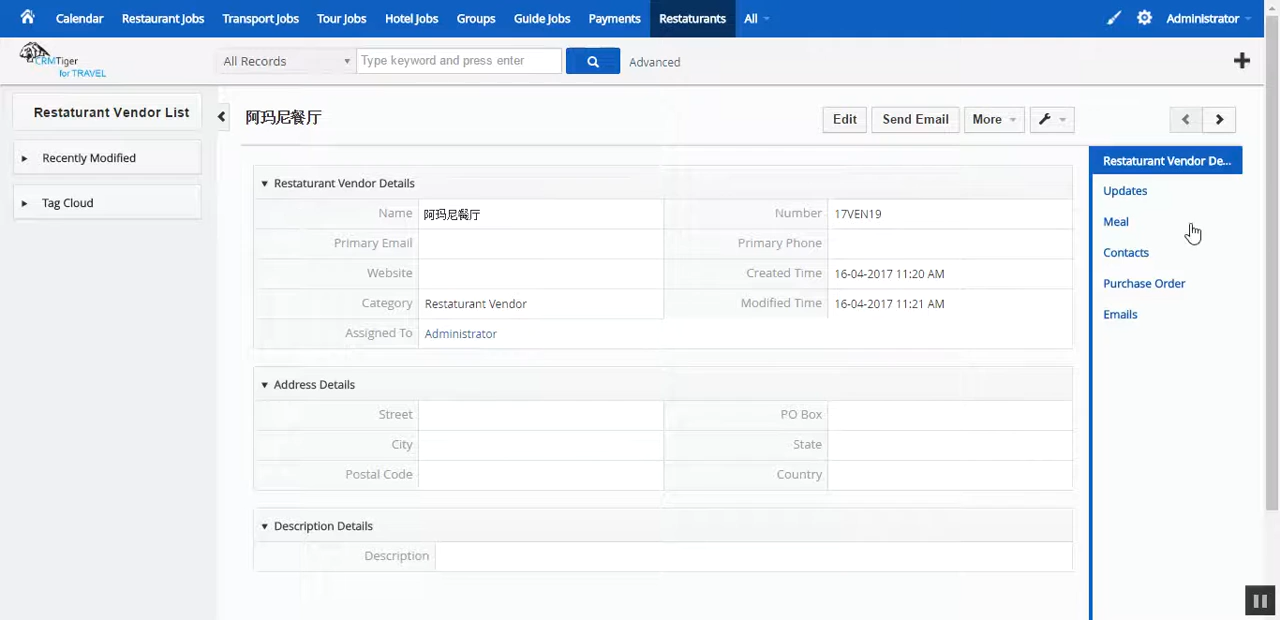 Calendar Restaurant Jobs Transport Jobs Tour Jobs Hotel Jobs Groups Guide Jobs Payments Restaturants All Administrator
CRMTiger
for TRAVEL
All Records Type keyword and press enter Advanced
Restaturant Vendor List
Recently Modified
Tag Cloud
阿玛尼餐厅 Edit Send Email More
Restaturant Vendor Details
Name 阿玛尼餐厅 Number 17VEN19
Primary Email Primary Phone
Website Created Time 16-04-2017 11:20 AM
Category Restaturant Vendor Modified Time 16-04-2017 11:21 AM
Assigned To Administrator
Address Details
Street PO Box
City State
Postal Code Country
Description Details
Description
Restaturant Vendor De...
Updates
Meal
Contacts
Purchase Order
Emails